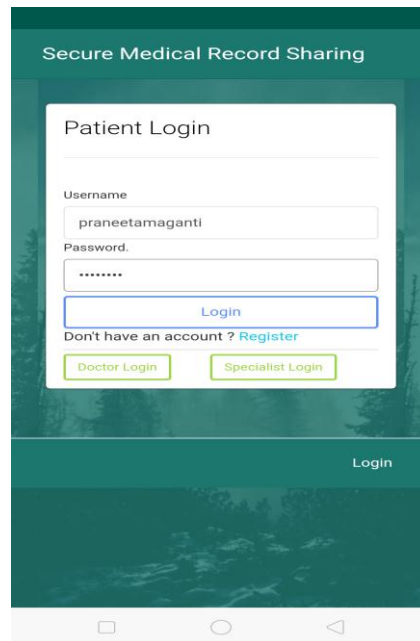 Secure Medical Record Sharing
Patient Login
Username
praneetamaganti
Password.
••••••••
Login
Don't have an account ? Register
Doctor Login Specialist Login
Login